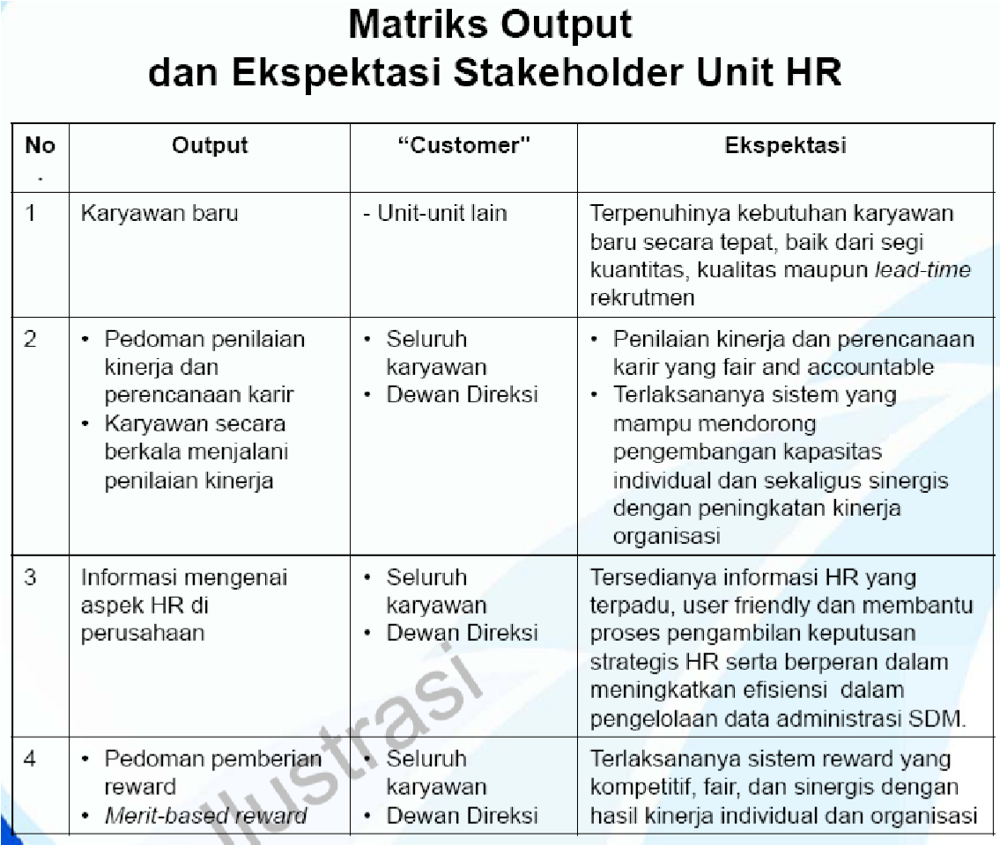 Matriks Output
dan Ekspektasi Stakeholder Unit HR
No
.
Output
“Customer"
Ekspektasi
1
Karyawan baru
- Unit-unit lain
Terpenuhinya kebutuhan karyawan
baru secara tepat, baik dari segi
kuantitas, kualitas maupun lead-time
rekrutmen
2
• Pedoman penilaian
kinerja dan
perencanaan karir
• Karyawan secara
berkala menjalani
penilaian kinerja
• Seluruh
karyawan
• Dewan Direksi
• Penilaian kinerja dan perencanaan
karir yang fair and accountable
• Terlaksananya sistem yang
mampu mendorong
pengembangan kapasitas
individual dan sekaligus sinergis
dengan peningkatan kinerja
organisasi
3
Informasi mengenai
aspek HR di
perusahaan
• Seluruh
karyawan
• Dewan Direksi
Tersedianya informasi HR yang
terpadu, user friendly dan membantu
proses pengambilan keputusan
strategis HR serta berperan dalam
meningkatkan efisiensi dalam
pengelolaan data administrasi SDM.
4
• Pedoman pemberian
reward
• Merit-based reward
• Seluruh
karyawan
• Dewan Direksi
Terlaksananya sistem reward yang
kompetitif, fair, dan sinergis dengan
hasil kinerja individual dan organisasi
Ilustrasi